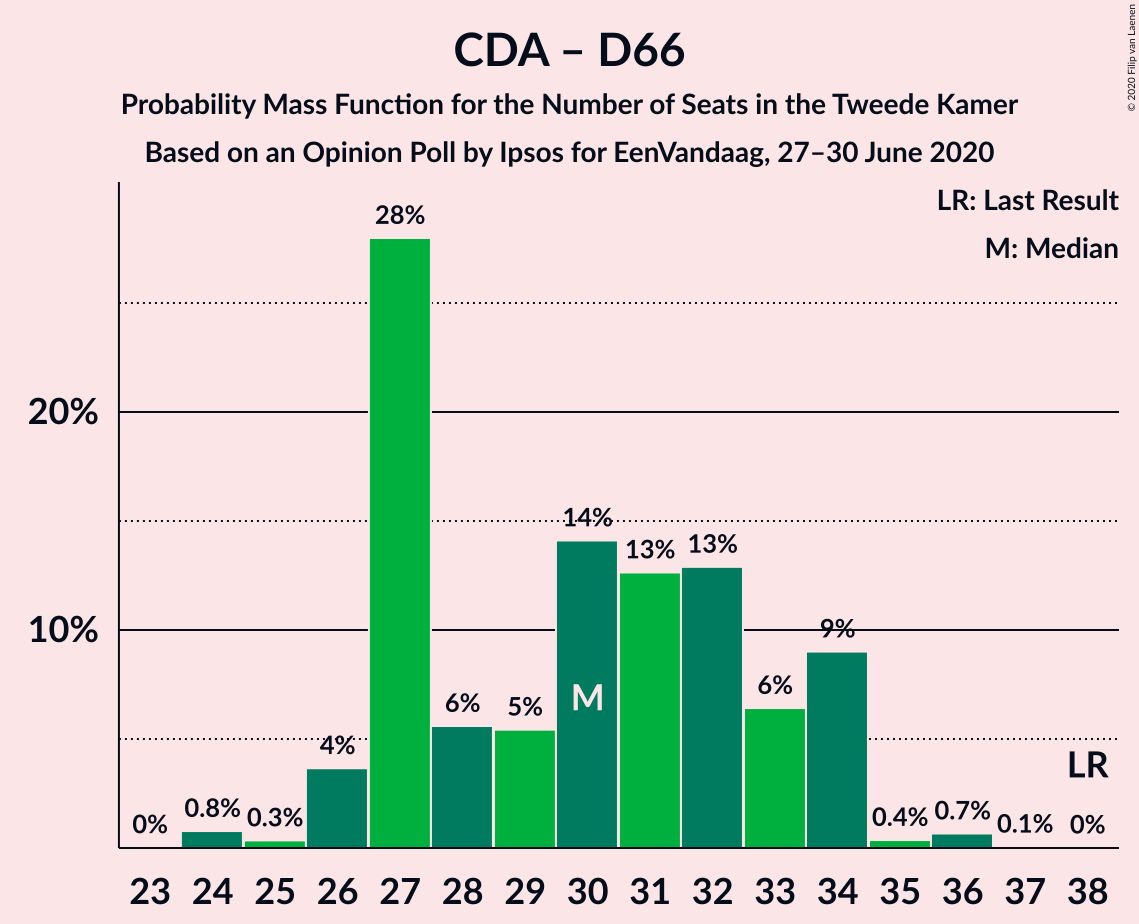 CDA – D66
Probability Mass Function for the Number of Seats in the Tweede Kamer
Based on an Opinion Poll by Ipsos for EenVandaag, 27–30 June 2020
© 2020 Filip van Laenen
LR: Last Result
M: Median
20%
10%
0%
0.8%
0.3%
4%
28%
6%
5%
14%
13%
13%
6%
9%
0.4%
0.7%
0.1%
0%
M
LR
23 24 25 26 27 28 29 30 31 32 33 34 35 36 37 38